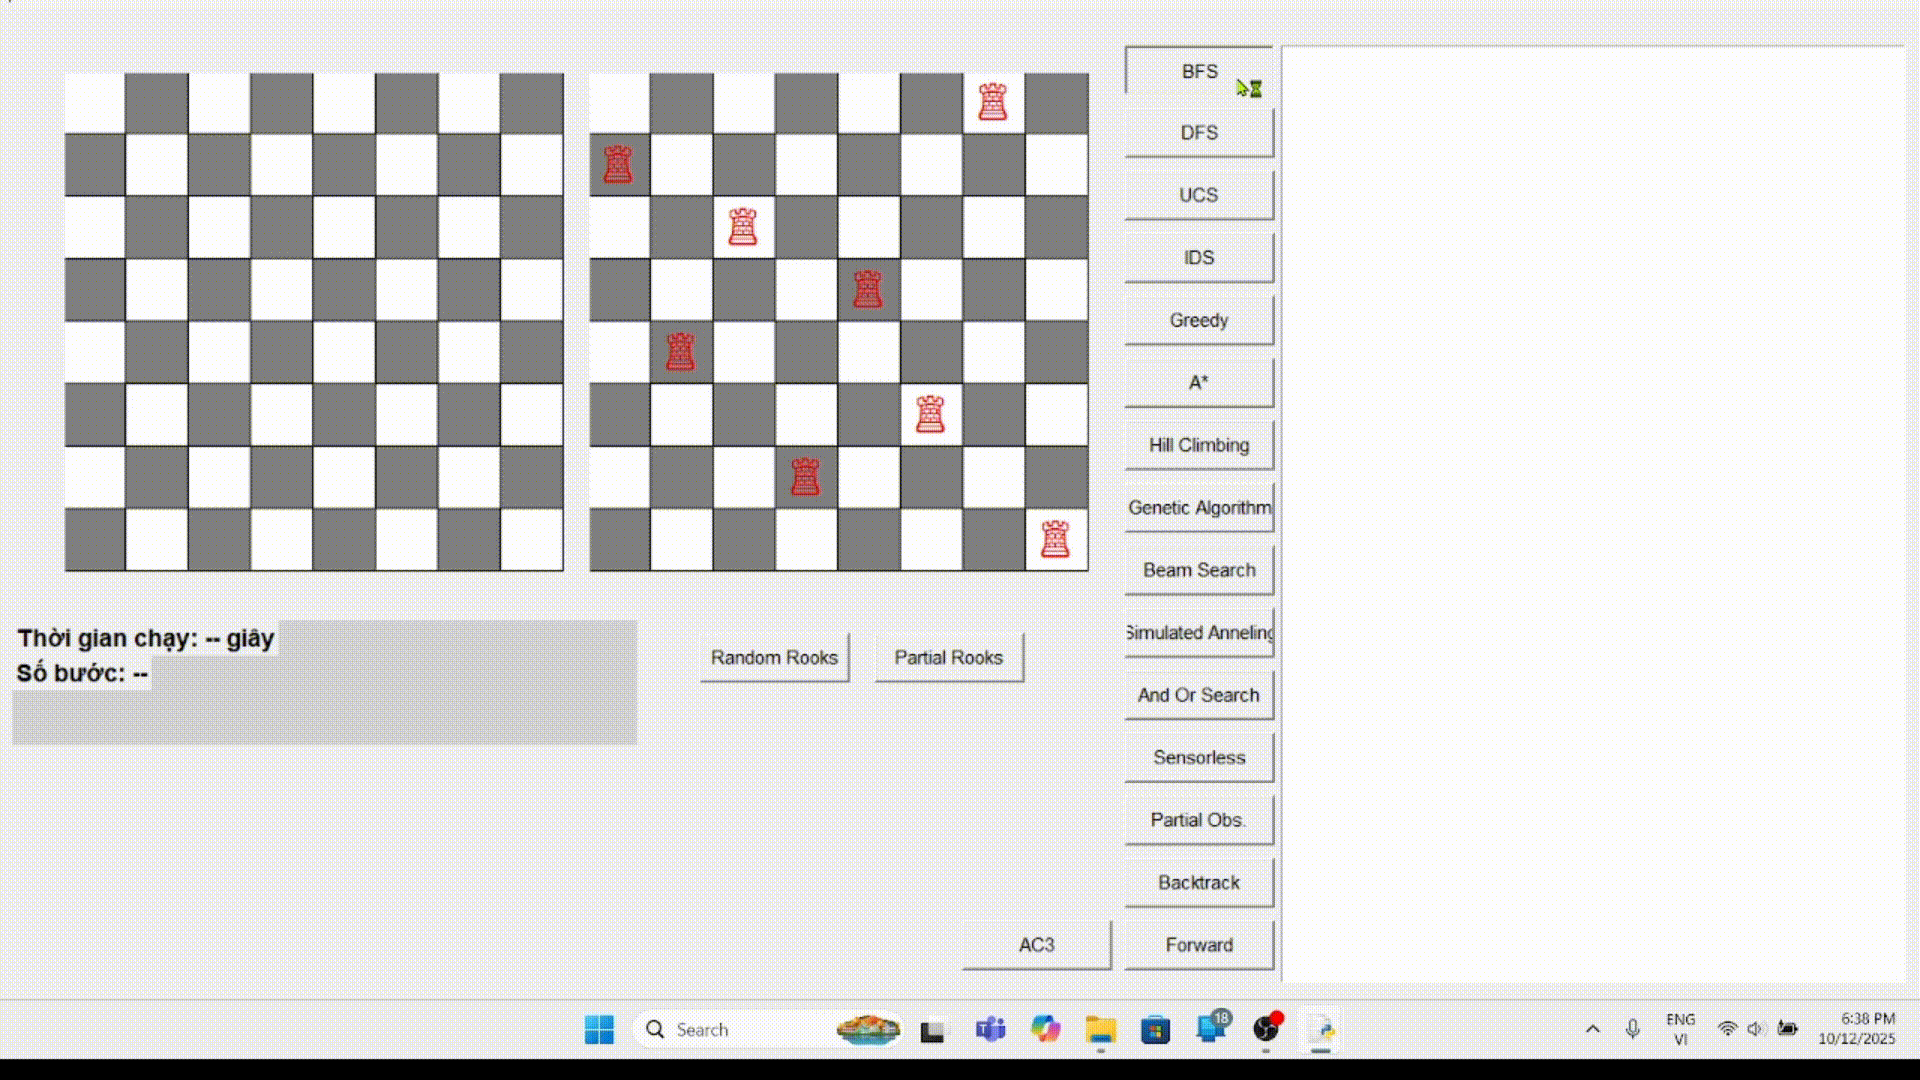 BFS
DFS
UCS
IDS
Greedy
A*
Hill Climbing
Genetic Algorithm
Beam Search
Simulated Anneling
And Or Search
Sensorless
Partial Obs.
Backtrack
AC3
Forward
Thời gian chạy: -- giây
Số bước: --
Random Rooks
Partial Rooks
Search
18
ENG
VI
6:38 PM
10/12/2025